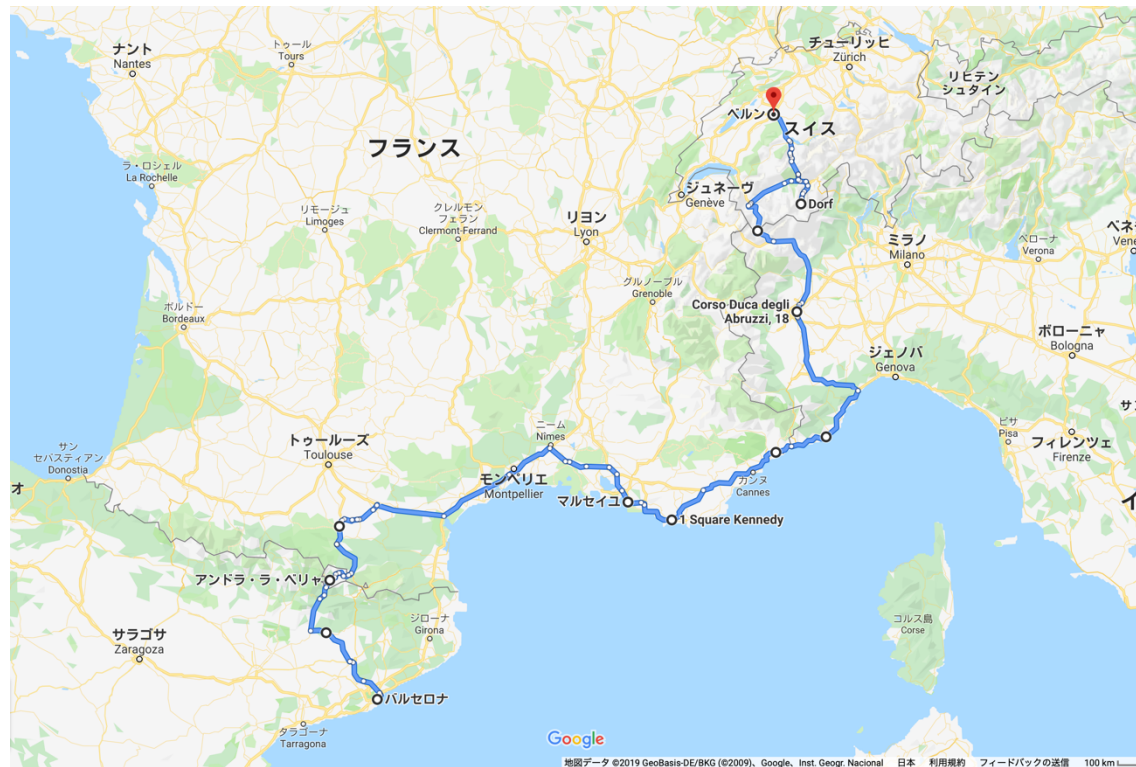 チューリッヒ
Zürich
ナント
Nantes
トゥール
Tours
リヒテン
シュタイン
ベルン
スイス
フランス
ラ・ロシェル
La Rochelle
ジュネーヴ
Genève
Dorf
リモージュ
Limoges
クレルモン
フェラン
Clermont-Ferrand
リヨン
Lyon
ミラノ
Milano
ベローナ
Verona
ベネ
Vene
グルノーブル
Grenoble
ボルドー
Bordeaux
Corso Duca degli
Abruzzi, 18
ボローニャ
Bologna
ジェノバ
Genova
サン
セバスティアン
Donostia
トゥールーズ
Toulouse
ニーム
Nimes
ピサ
Pisa
フィレンツェ
Firenze
オ
モンペリエ
Montpellier
カンヌ
Cannes
マルセイユ
1 Square Kennedy
イ
アンドラ・ラ・ベリャ
サラゴサ
Zaragoza
ジローナ
Girona
コルス島
Corse
バルセロナ
タラゴーナ
Tarragona
Google
地図データ ©2019 GeoBasis-DE/BKG (©2009)、Google、Inst. Geogr. Nacional 日本 利用規約 フィードバックの送信 100 km